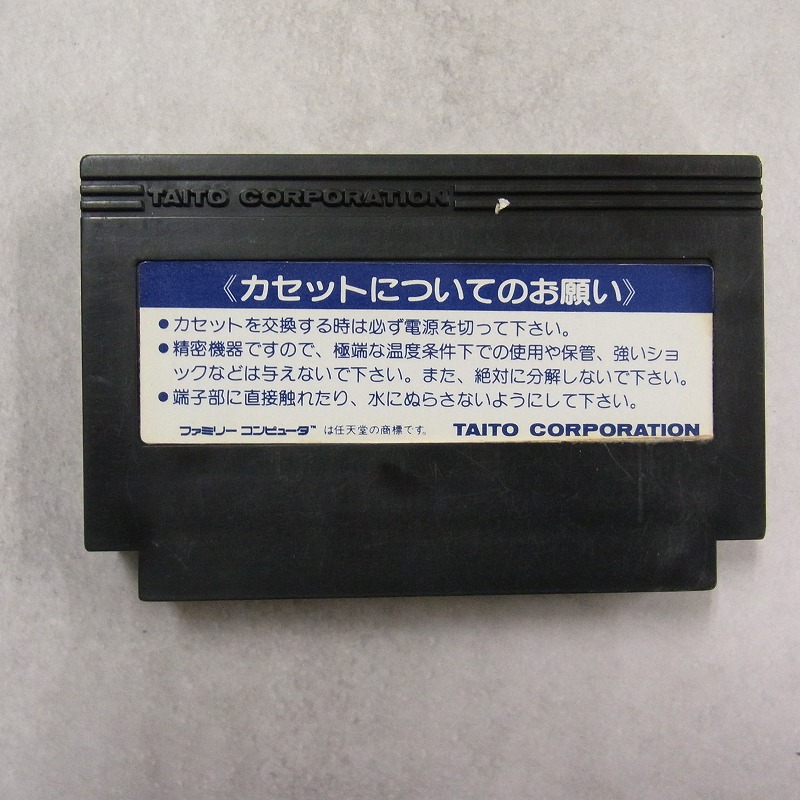 TAITO CORPORATION
《カセットについてのお願い》
●カセットを交換する時は必ず電源を切って下さい。
●精密機器ですので、極端な温度条件下での使用や保管、強いショ
ックなどは与えないで下さい。また、絶対に分解しないで下さい。
●端子部に直接触れたり、水にぬらさないようにして下さい。
ファミリーコンピュータ™ は任天堂の商標です。 TAITO CORPORATION